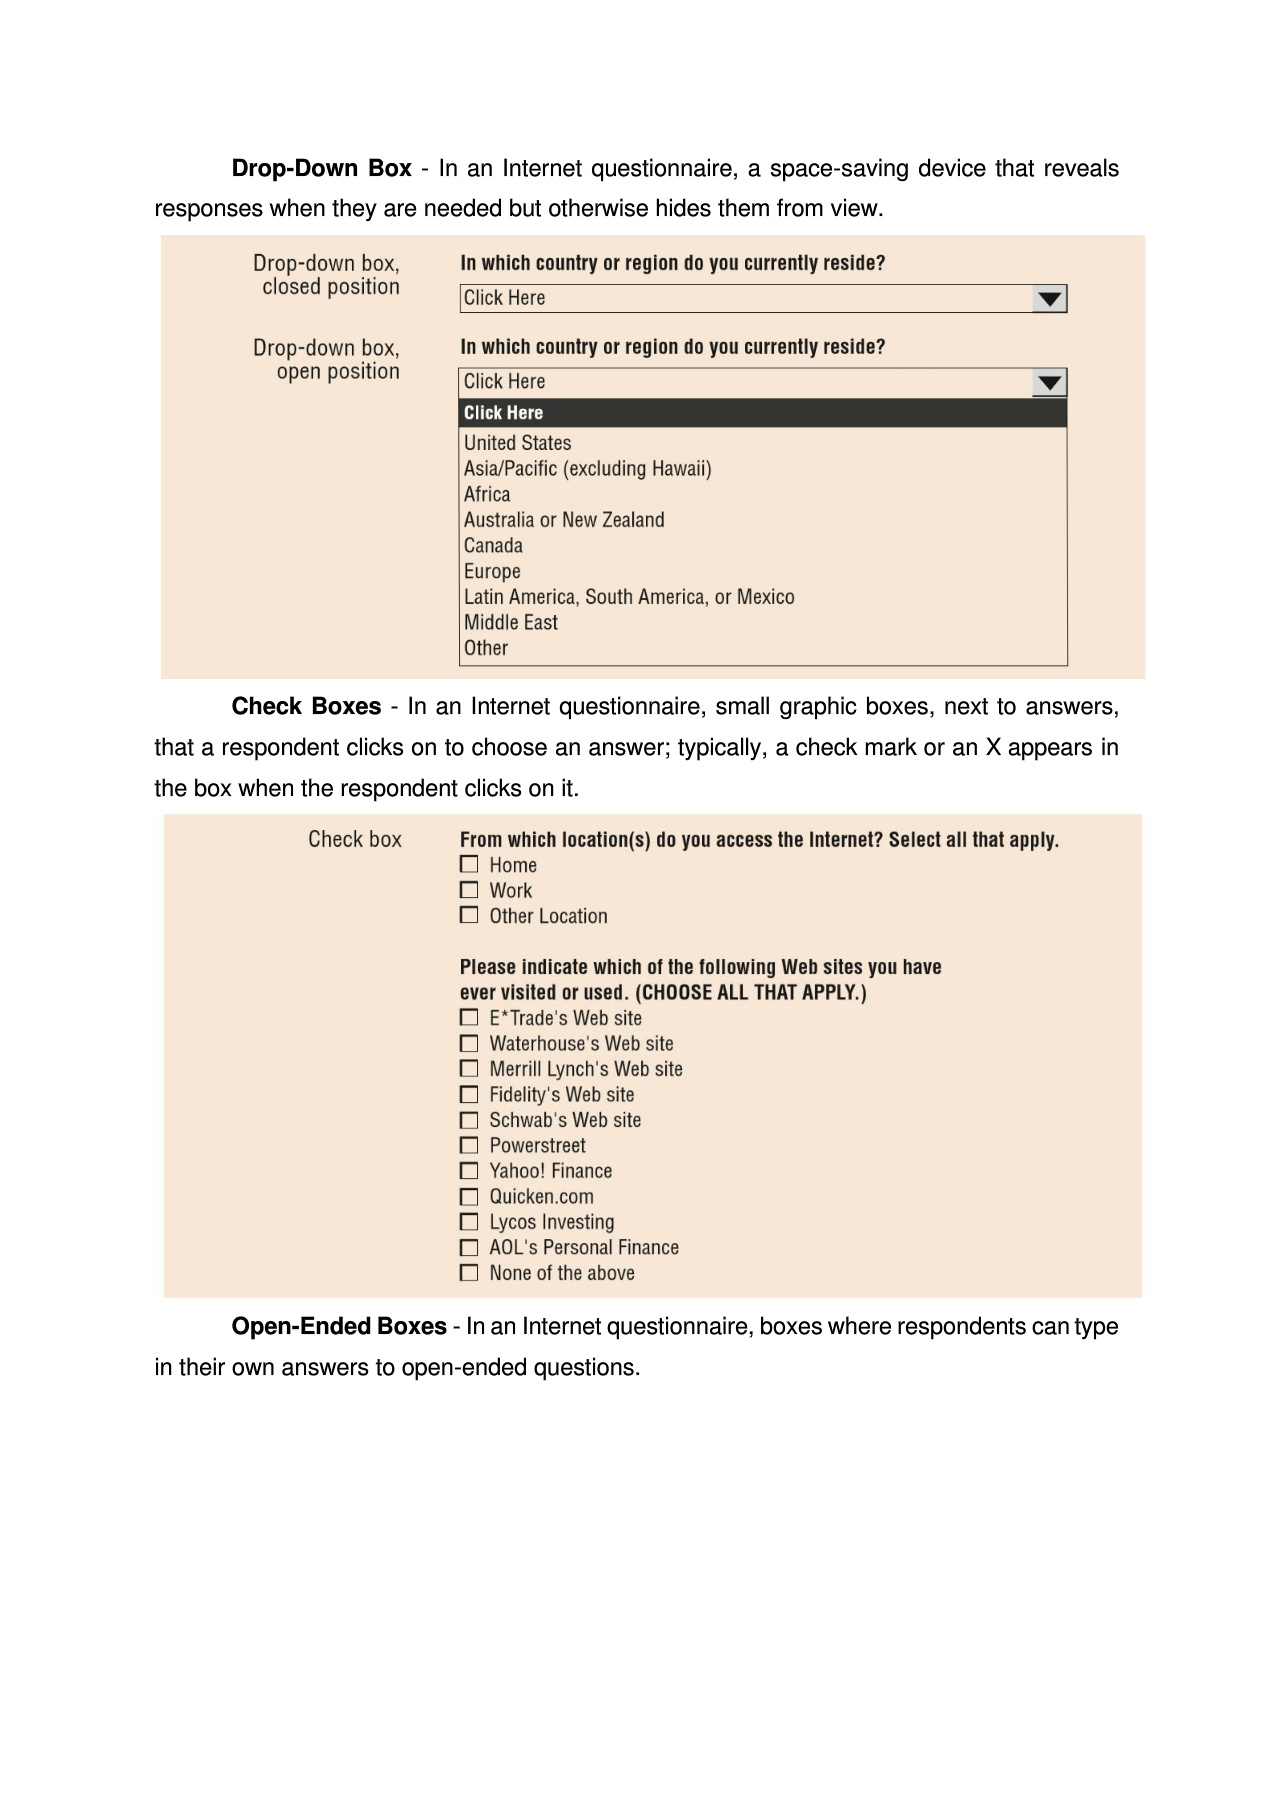 Drop-Down Box - In an Internet questionnaire, a space-saving device that reveals
responses when they are needed but otherwise hides them from view.
Drop-down box,
closed position
In which country or region do you currently reside?
Click Here
Drop-down box,
open position
In which country or region do you currently reside?
Click Here
Click Here
United States
Asia/Pacific (excluding Hawaii)
Africa
Australia or New Zealand
Canada
Europe
Latin America, South America, or Mexico
Middle East
Other
Check Boxes - In an Internet questionnaire, small graphic boxes, next to answers,
that a respondent clicks on to choose an answer; typically, a check mark or an X appears in
the box when the respondent clicks on it.
Check box
From which location(s) do you access the Internet? Select all that apply.
Home
Work
Other Location
Please indicate which of the following Web sites you have
ever visited or used. (CHOOSE ALL THAT APPLY.)
E*Trade's Web site
Waterhouse's Web site
Merrill Lynch's Web site
Fidelity's Web site
Schwab's Web site
Powerstreet
Yahoo! Finance
Quicken.com
Lycos Investing
AOL's Personal Finance
None of the above
Open-Ended Boxes - In an Internet questionnaire, boxes where respondents can type
in their own answers to open-ended questions.